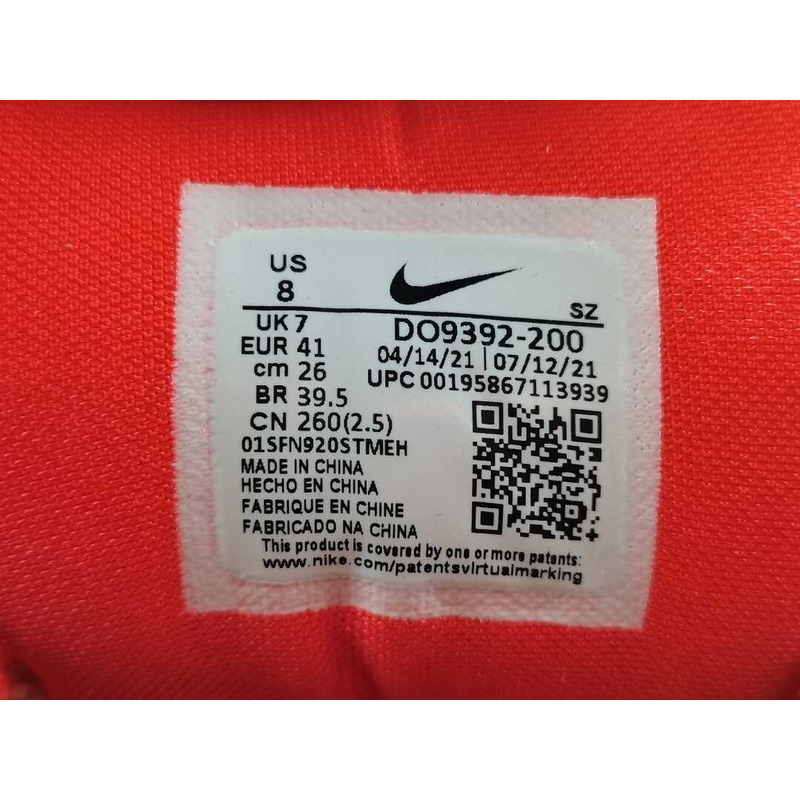 US
8
SZ
UK 7
DO9392-200
EUR 41
04/14/21 | 07/12/21
cm 26
UPC 00195867113939
BR 39.5
CN 260(2.5)
01SFN920STMEH
MADE IN CHINA
HECHO EN CHINA
FABRIQUE EN CHINE
FABRICADO NA CHINA
This product is covered by one or more patents:
www.nike.com/patentsvirtualmarking